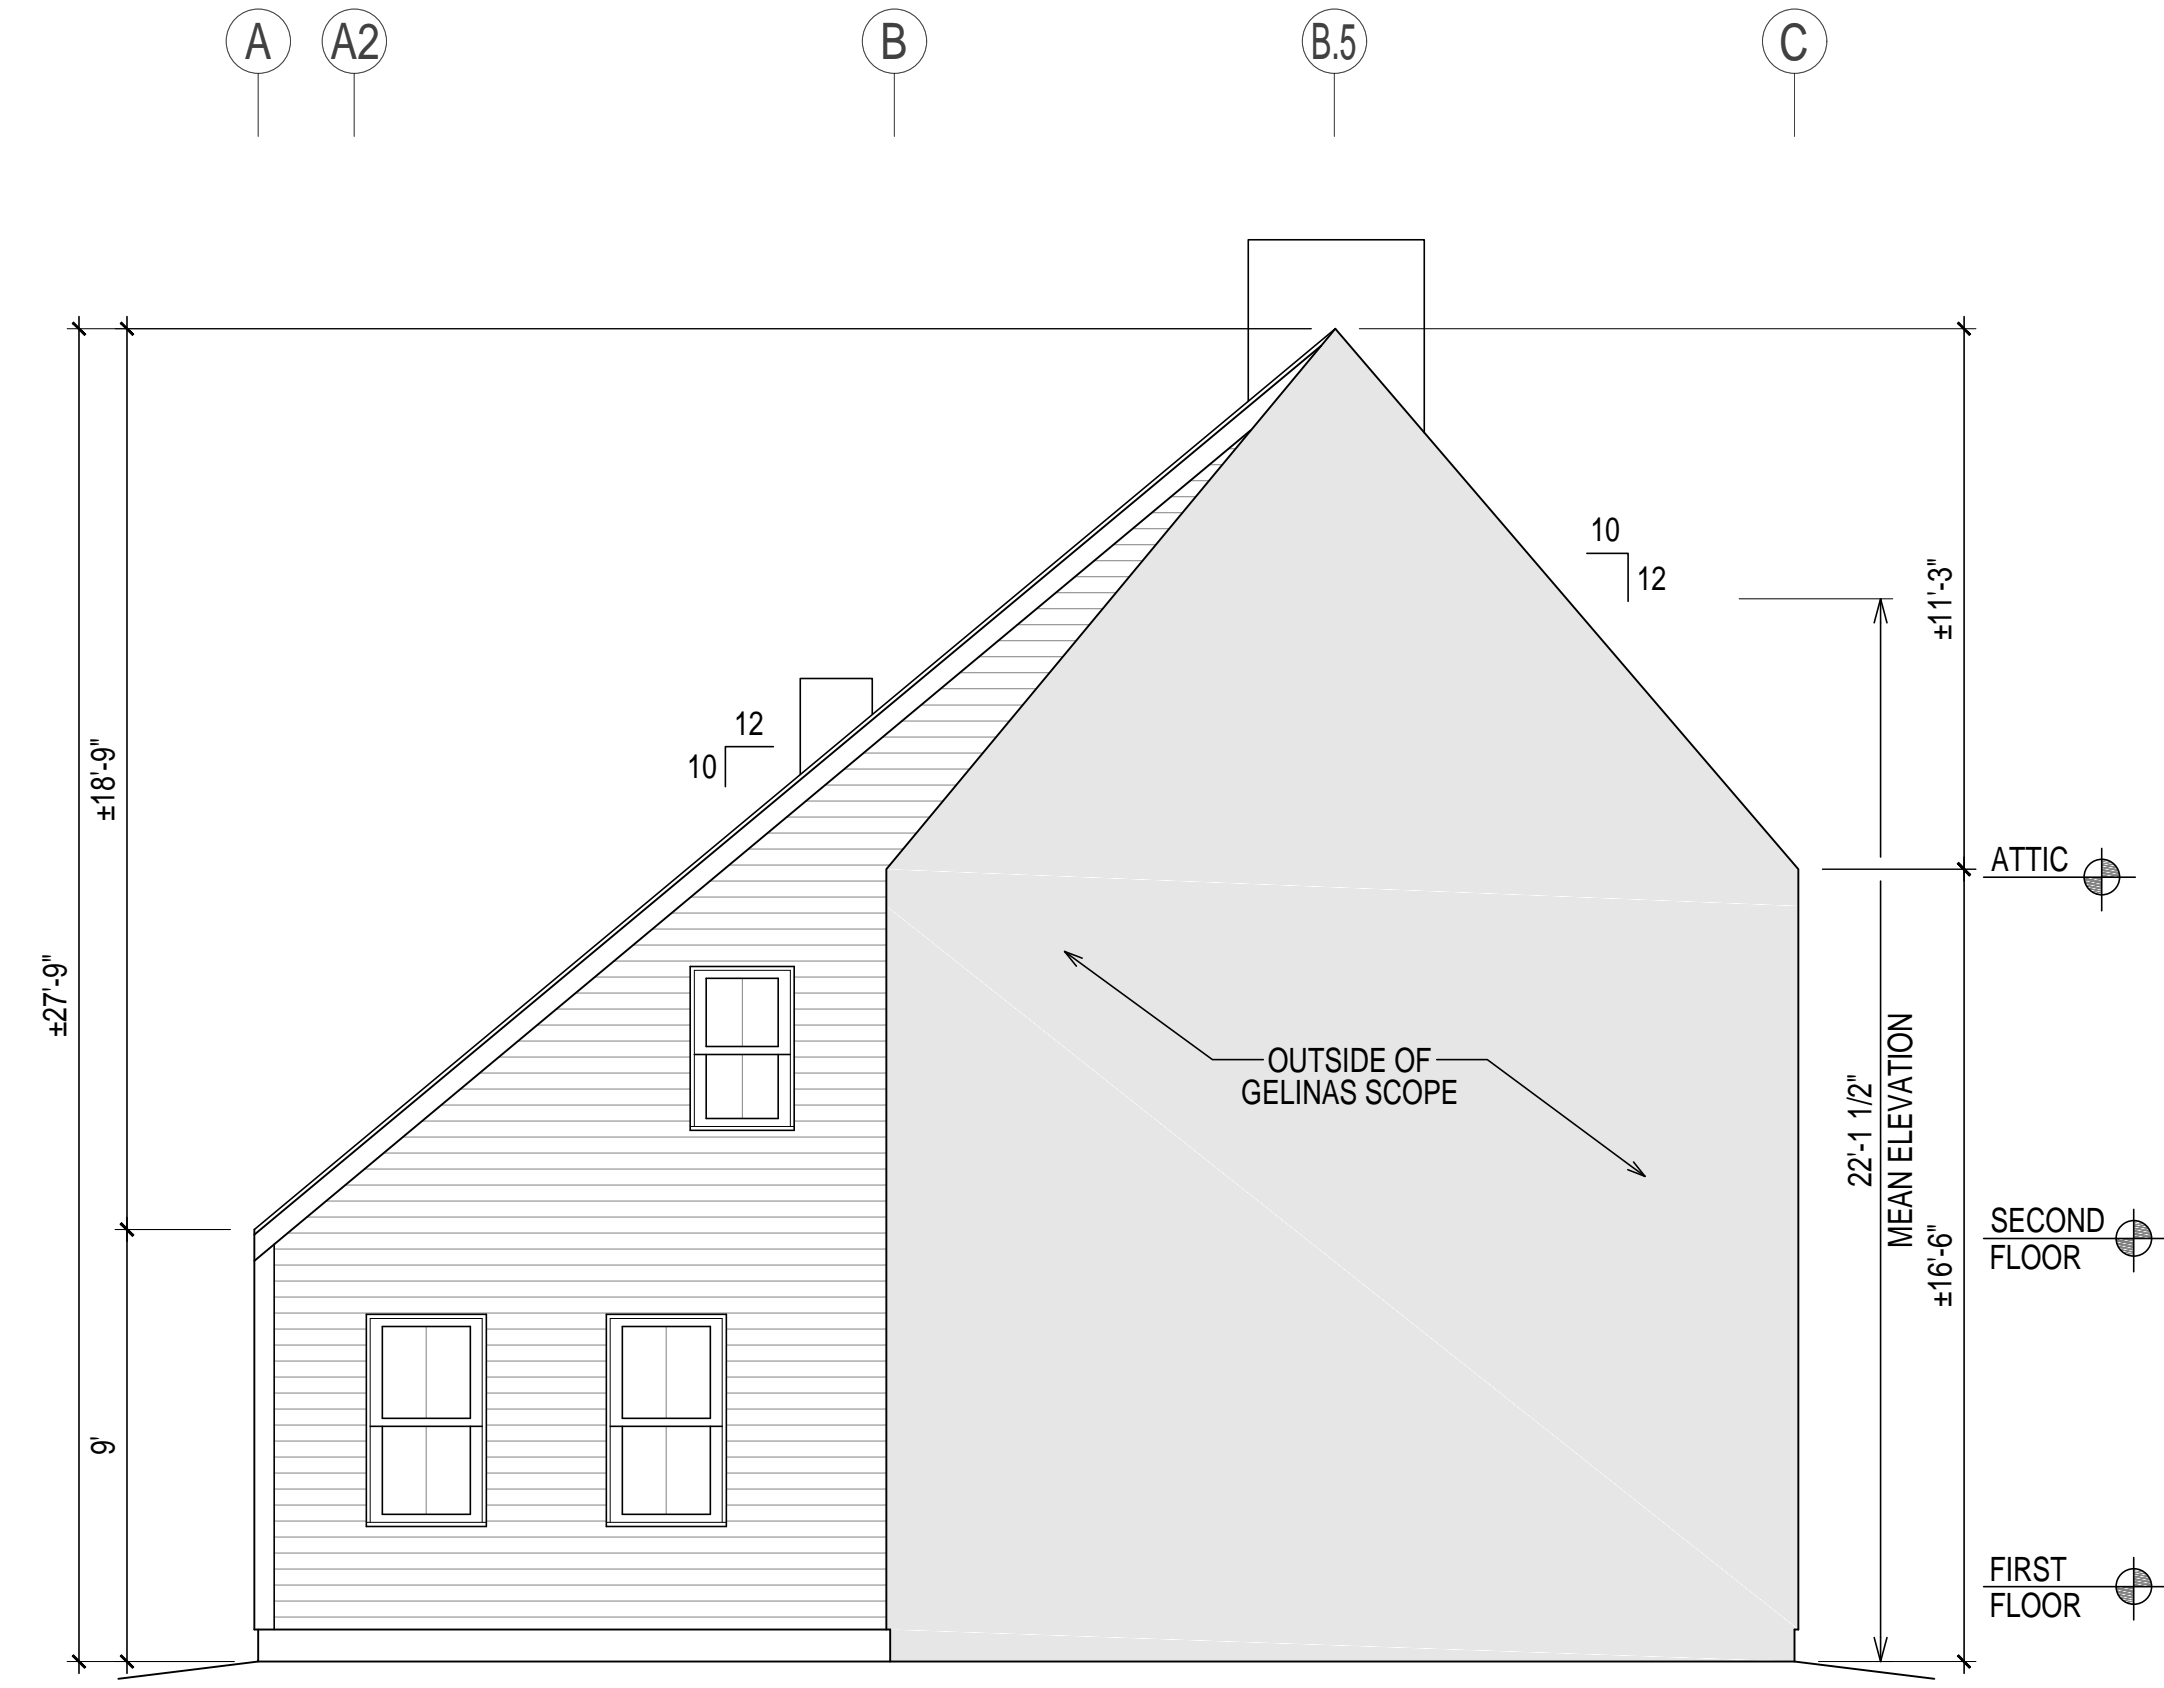 A
A2
B
B.5
C
10
12
±11'-3"
12
10
±18'-9"
ATTIC
±27'-9"
OUTSIDE OF
GELINAS SCOPE
22'-1 1/2"
MEAN ELEVATION
±16'-6"
SECOND
FLOOR
9'
FIRST
FLOOR